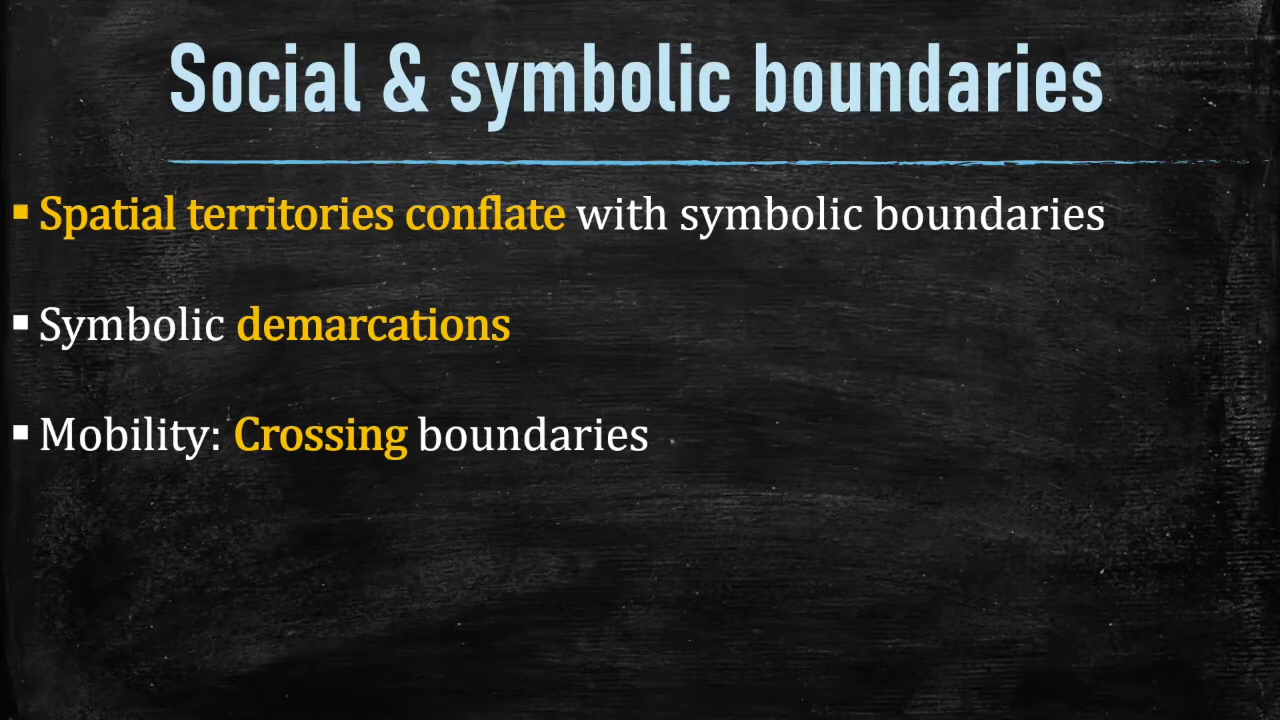 Social & symbolic boundaries
▪ Spatial territories conflate with symbolic boundaries
▪ Symbolic demarcations
▪ Mobility: Crossing boundaries